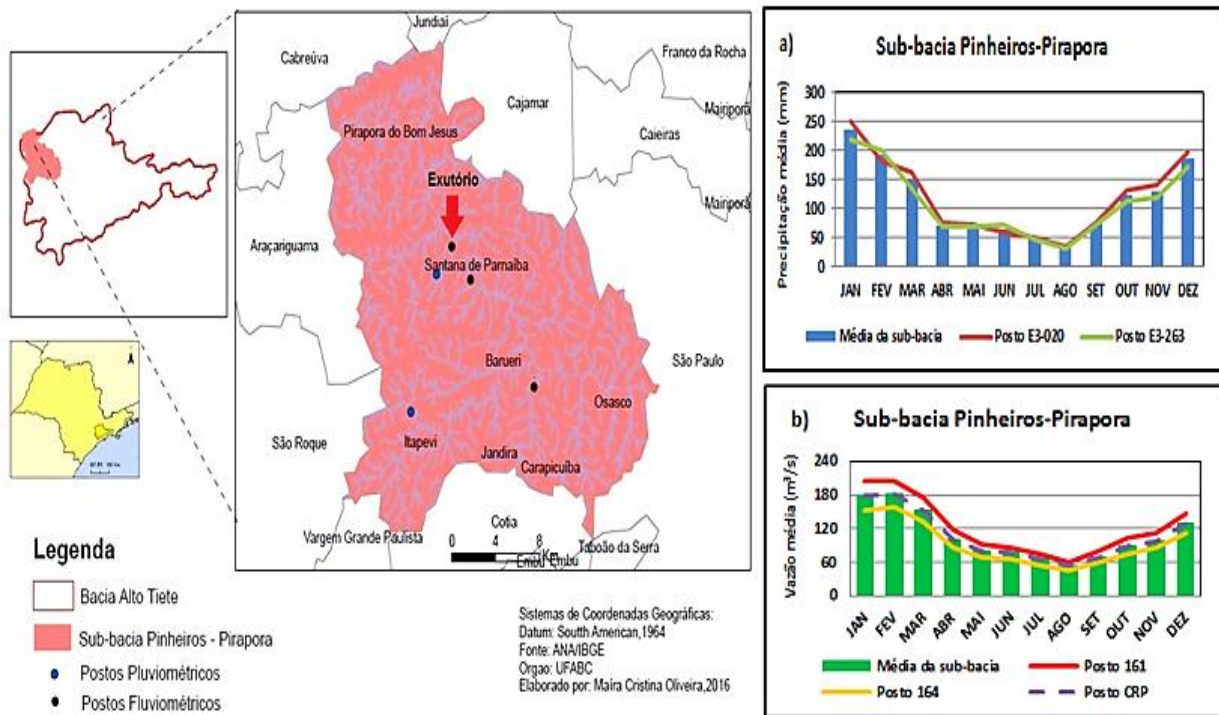 Jundiaí
Cabreúva
Franco da Rocha
Cajamar
Mairiporã
Pirapora do Bom Jesus
Caieiras
Exutório
Mairiporã
Araçariguama
Santana de Parnaíba
São Paulo
Barueri
Osasco
São Roque
Itapevi
Jandira
Carapicuíba
Cotia
Vargem Grande Paulista
Taboão da Serra
0 4 8
Km
Embu Embu
A
Legenda
Bacia Alto Tiete
Sub-bacia Pinheiros - Pirapora
Postos Pluviométricos
Postos Fluviométricos
Sistemas de Coordenadas Geográficas:
Datum: Soutth American,1964
Fonte: ANA/IBGE
Orgao: UFABC
Elaborado por: Maira Cristina Oliveira,2016
a) Sub-bacia Pinheiros-Pirapora
Precipitação média (mm)
300
250
200
150
100
50
0
JAN FEV MAR ABR MAI JUN JUL AGO SET OUT NOV DEZ
Média da sub-bacia Posto E3-020 Posto E3-263
b) Sub-bacia Pinheiros-Pirapora
Vazão média (m³/s)
240
180
120
60
0
JAN FEV MAR ABR MAI JUN JUL AGO SET OUT NOV DEZ
Média da sub-bacia Posto 161
Posto 164 Posto CRP